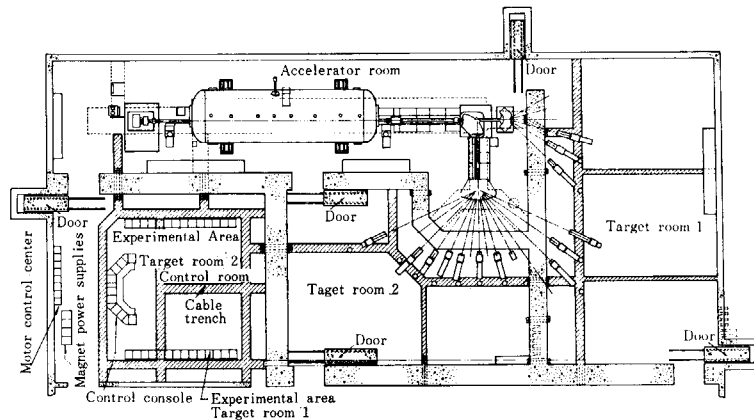 Accelerator room
Door
Door
Door
Target room 1
Experimental Area
Target room 2
Control room
Cable
trench
Taget room 2
Door
Door
Motor control center
Magnet power supplies
Control console
Experimental area
Target room 1